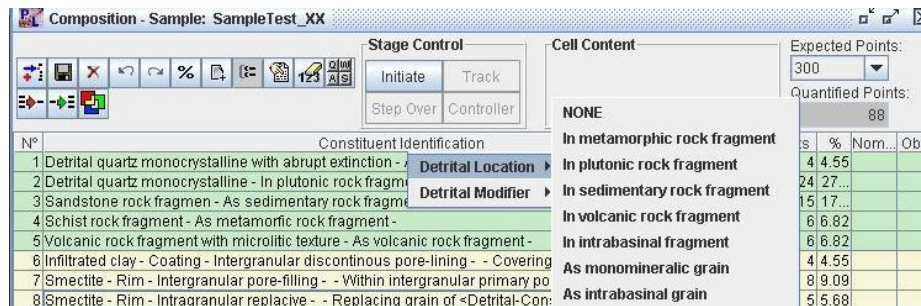 Composition - Sample: SampleTest_XX
Stage Control
Cell Content
Expected Points:
300
Initiate
Track
Quantified Points:
Step Over
Controller
88
NONE
In metamorphic rock fragment
In plutonic rock fragment
In sedimentary rock fragment
In volcanic rock fragment
In intrabasinal fragment
As monomineralic grain
As intrabasinal grain
Detrital Location
Detrital Modifier
Nº Constituent Identification % Nom... Ob
1 Detrital quartz monocrystalline with abrupt extinction - 4 4.55
2 Detrital quartz monocrystalline - In plutonic rock 24 27...
3 Sandstone rock fragmen - As sedimentary rock 15 17...
4 Schist rock fragment - As metamorfic rock fragment - 6 6.82
5 Volcanic rock fragment with microlitic texture - As volcanic rock fragment - 6 6.82
6 Infiltrated clay - Coating - Intergranular discontinous pore-lining - - Covering 4 4.55
7 Smectite - Rim - Intergranular pore-filling - - Within intergranular primary 8 9.09
8 Smectite - Rim - Intragranular replacive - - Replacing grain of <Detrital- 5 5.68